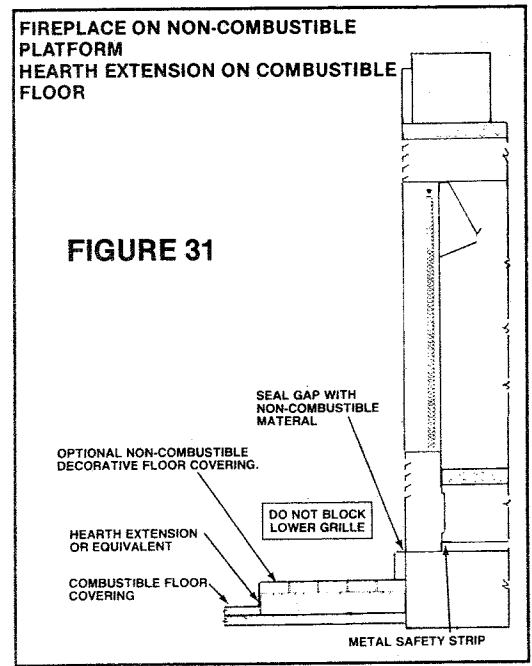 FIREPLACE ON NON-COMBUSTIBLE
PLATFORM
HEARTH EXTENSION ON COMBUSTIBLE
FLOOR
FIGURE 31
SEAL GAP WITH
NON-COMBUSTIBLE
MATERAL
OPTIONAL NON-COMBUSTIBLE
DECORATIVE FLOOR COVERING.
DO NOT BLOCK
LOWER GRILLE
HEARTH EXTENSION
OR EQUIVALENT
COMBUSTIBLE FLOOR
COVERING
METAL SAFETY STRIP